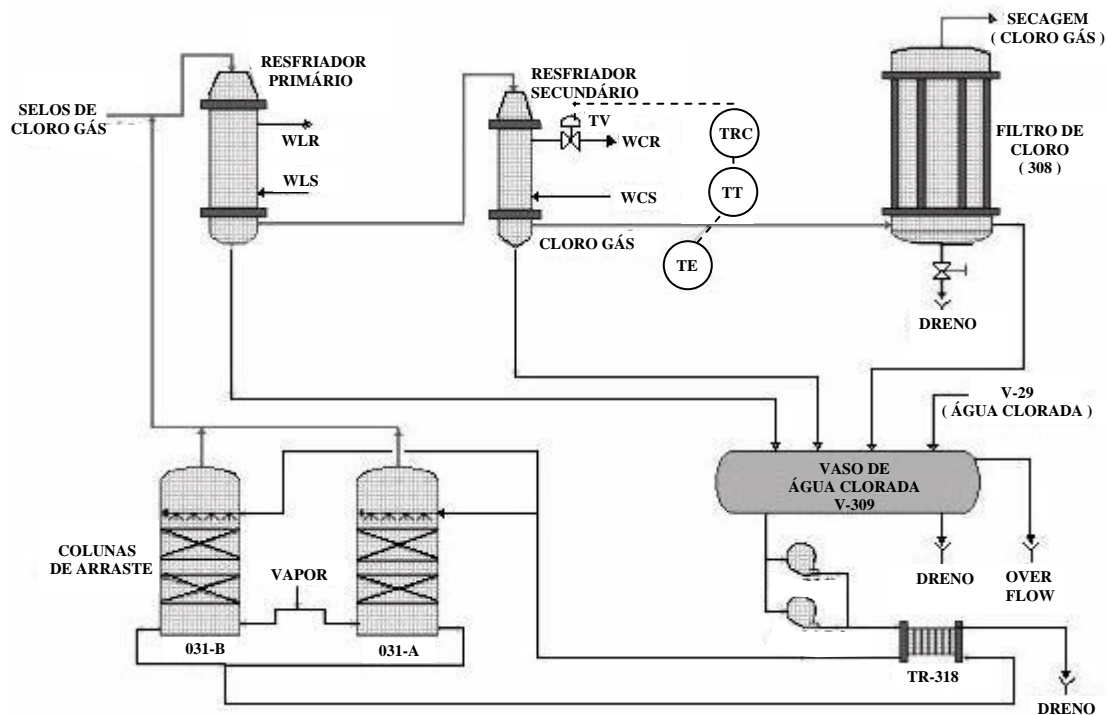 SECAGEM
( CLORO GÁS )
RESFRIADOR
PRIMÁRIO
RESFRIADOR
SECUNDÁRIO
SELOS DE
CLORO GÁS
TV
TRC
WLR
WCR
FILTRO DE
CLORO
( 308 )
WLS
TT
WCS
CLORO GÁS
TE
DRENO
V-29
( ÁGUA CLORADA )
VASO DE
ÁGUA CLORADA
V-309
COLUNAS
DE ARRASTE
VAPOR
DRENO
OVER
FLOW
031-B
031-A
TR-318
DRENO